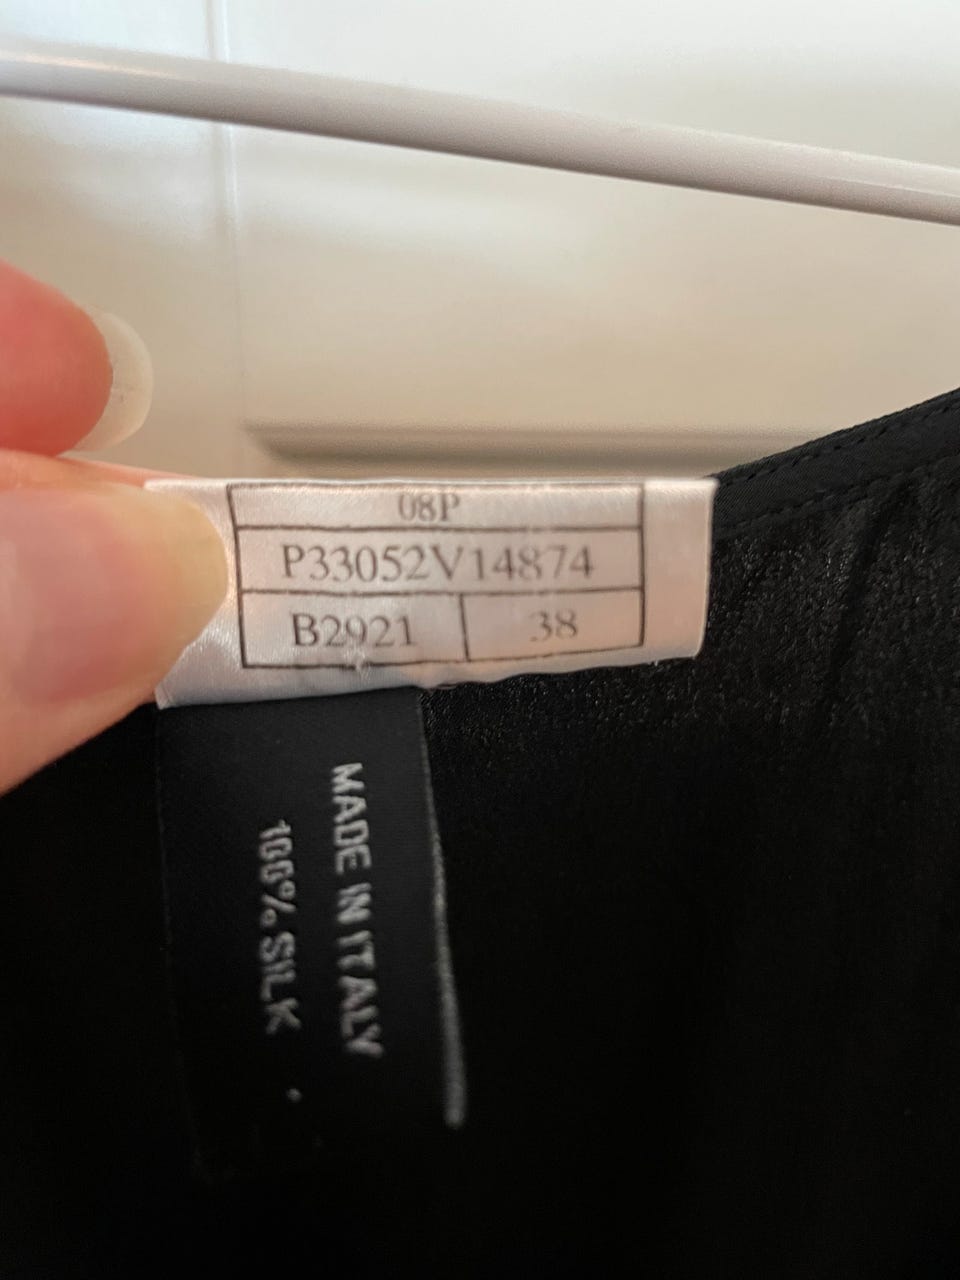 08P
P33052V14874
B2921 38
MADE IN ITALY
100% SILK